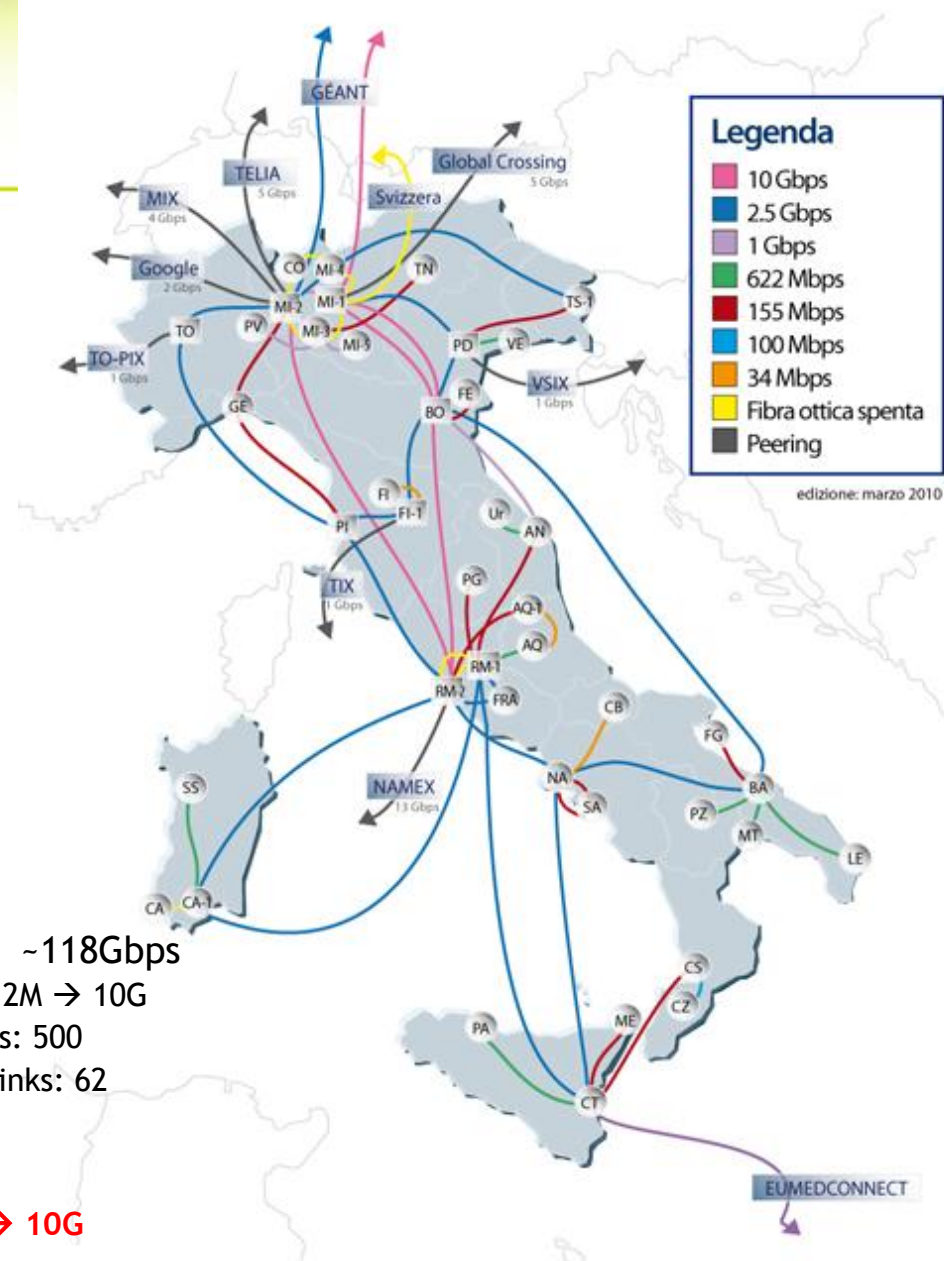 GÉANT
TELIA
5 Gbps
Global Crossing
5 Gbps
MIX
4 Gbps
Svizzera
Google
2 Gbps
TO-PIX
1 Gbps
VSIX
1 Gbps
TIX
1 Gbps
NAMEX
13 Gbps
EUMEDCONNECT
CO
MI-4
TN
MI-2
MI-1
TS-1
TO
PV
MI-3
MI-5
PD
VE
GE
BO
FE
FI
FI-1
PI
Ur
AN
PG
AQ-1
AQ
RM-1
RM-2
FRA
CB
FG
NA
BA
SA
PZ
MT
LE
SS
CA
CA-1
CS
CZ
PA
ME
CT
Legenda
10 Gbps
2.5 Gbps
1 Gbps
622 Mbps
155 Mbps
100 Mbps
34 Mbps
Fibra ottica spenta
Peering
edizione: marzo 2010
~118Gbps
2M → 10G
s: 500
inks: 62
→ 10G